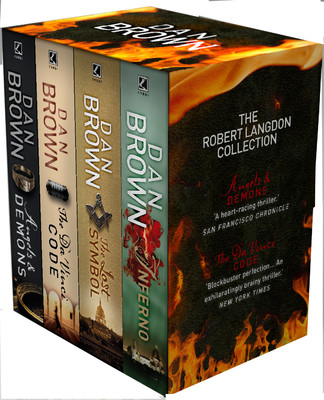 DAN
BROWN
Angels &
DEMONS
DAN
BROWN
The Da Vinci
CODE
DAN
BROWN
The Lost
SYMBOL
DAN
BROWN
INFERNO
THE
ROBERT LANGDON
COLLECTION
Angels &
DEMONS
'A heart-racing thriller.'
SAN FRANCISCO CHRONICLE
The Da Vinci
CODE
'Blockbuster perfection... An
exhilaratingly brainy thriller.'
NEW YORK TIMES